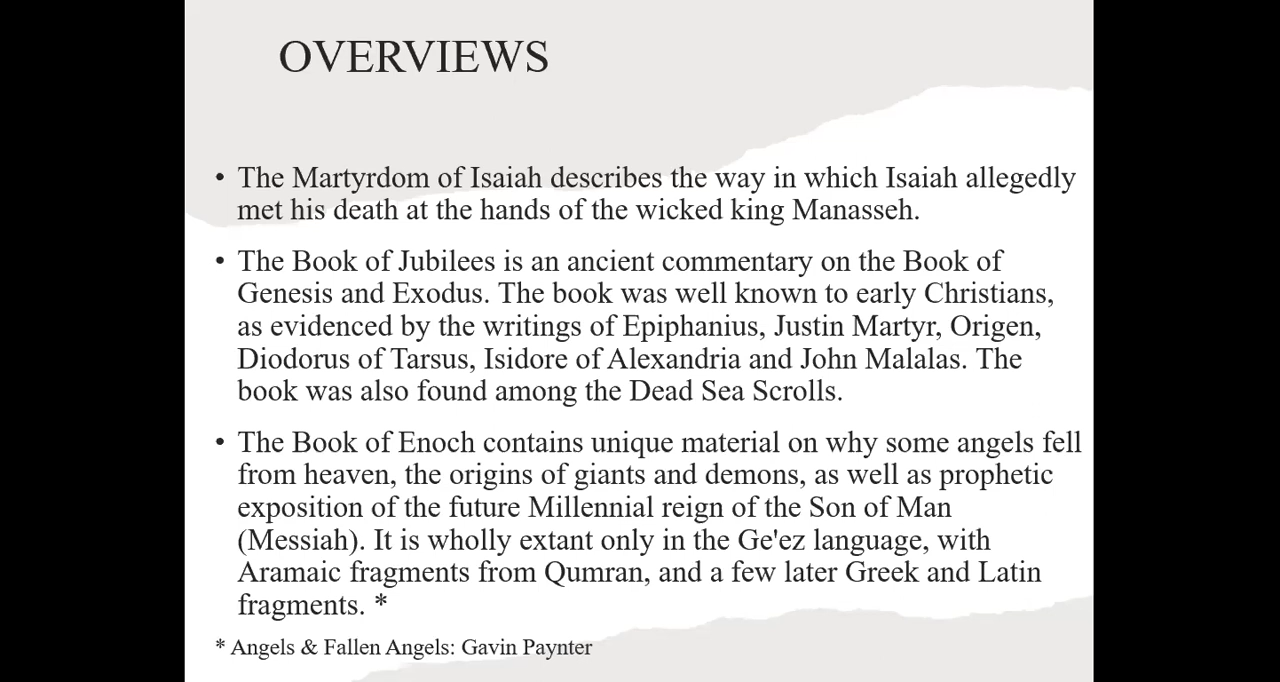 OVERVIEWS
• The Martyrdom of Isaiah describes the way in which Isaiah allegedly
met his death at the hands of the wicked king Manasseh.
• The Book of Jubilees is an ancient commentary on the Book of
Genesis and Exodus. The book was well known to early Christians,
as evidenced by the writings of Epiphanius, Justin Martyr, Origen,
Diodorus of Tarsus, Isidore of Alexandria and John Malalas. The
book was also found among the Dead Sea Scrolls.
• The Book of Enoch contains unique material on why some angels fell
from heaven, the origins of giants and demons, as well as prophetic
exposition of the future Millennial reign of the Son of Man
(Messiah). It is wholly extant only in the Ge'ez language, with
Aramaic fragments from Qumran, and a few later Greek and Latin
fragments. *
* Angels & Fallen Angels: Gavin Paynter